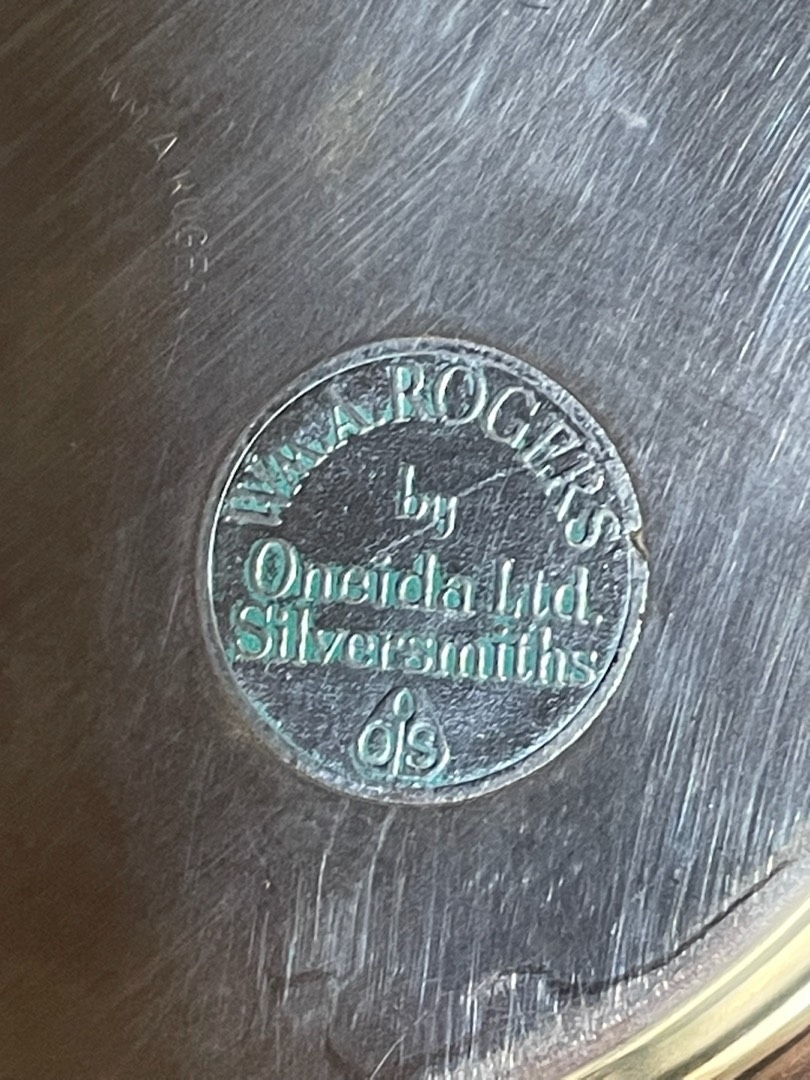 WM. A. ROGERS
by
Oneida Ltd.
Silversmiths
OS